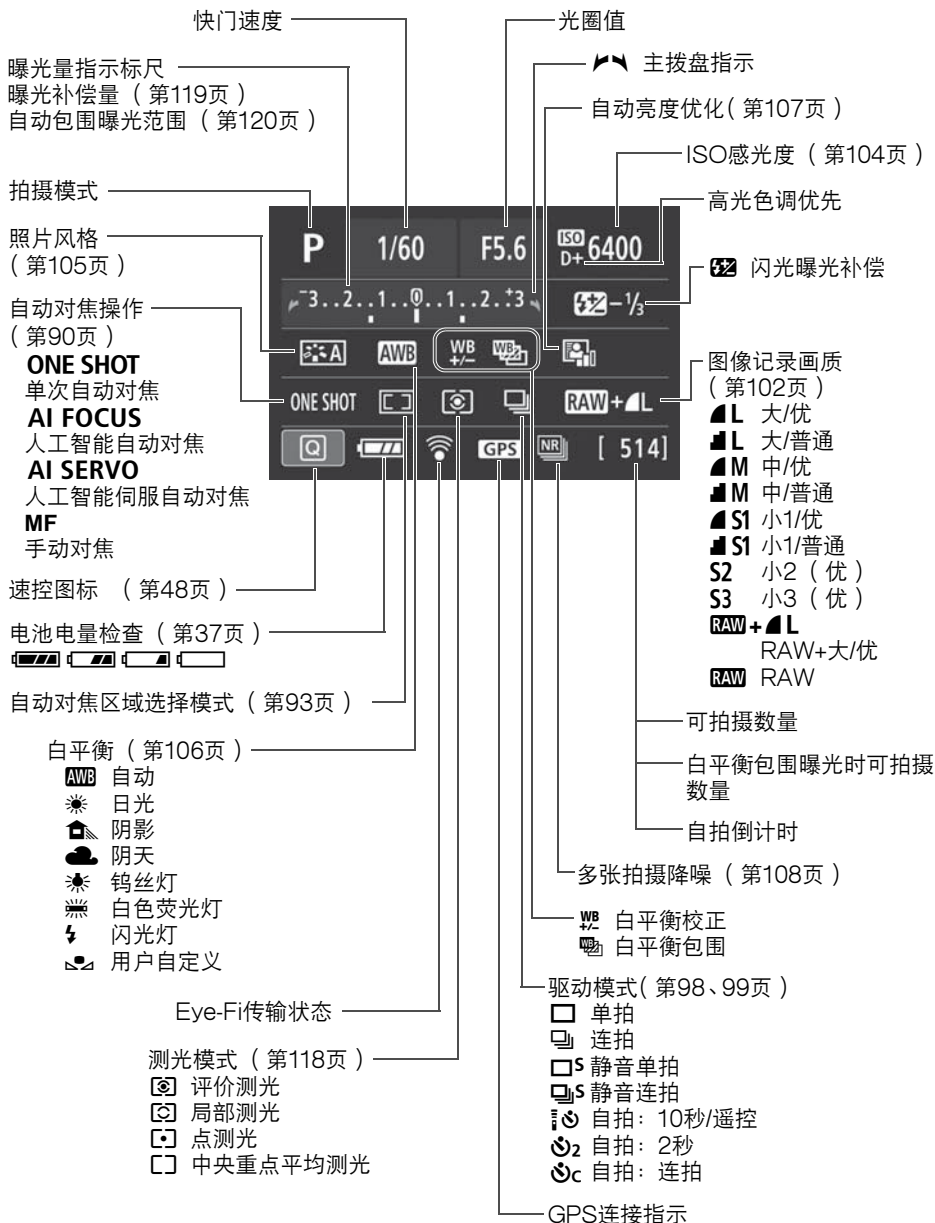 快门速度
光圈值
曝光量指示标尺
曝光补偿量（第119页）
自动包围曝光范围（第120页）
主拨盘指示
自动亮度优化（第107页）
ISO感光度（第104页）
拍摄模式
高光色调优先
照片风格
（第105页）
闪光曝光补偿
P 1/60 F5.6 ISO D+ 6400
-3..2..1..0..1..2.+3 -1/3
A AWB WB +/- WB
ONE SHOT RAW+L
Q GPS NR [ 514]
自动对焦操作
（第90页）
ONE SHOT
单次自动对焦
AI FOCUS
人工智能自动对焦
AI SERVO
人工智能伺服自动对焦
MF
手动对焦
图像记录画质
（第102页）
L 大/优
L 大/普通
M 中/优
M 中/普通
S1 小1/优
S1 小1/普通
S2 小2（优）
S3 小3（优）
RAW+L
RAW+大/优
RAW RAW
速控图标 （第48页）
电池电量检查（第37页）
自动对焦区域选择模式（第93页）
可拍摄数量
白平衡包围曝光时可拍摄
数量
自拍倒计时
白平衡（第106页）
AWB 自动
日光
阴影
阴天
钨丝灯
白色荧光灯
闪光灯
用户自定义
多张拍摄降噪（第108页）
WB +/- 白平衡校正
WB 白平衡包围
Eye-Fi传输状态
驱动模式（第98、99页）
单拍
连拍
S 静音单拍
S 静音连拍
自拍：10秒/遥控
2 自拍：2秒
C 自拍：连拍
测光模式（第118页）
评价测光
局部测光
点测光
中央重点平均测光
GPS连接指示